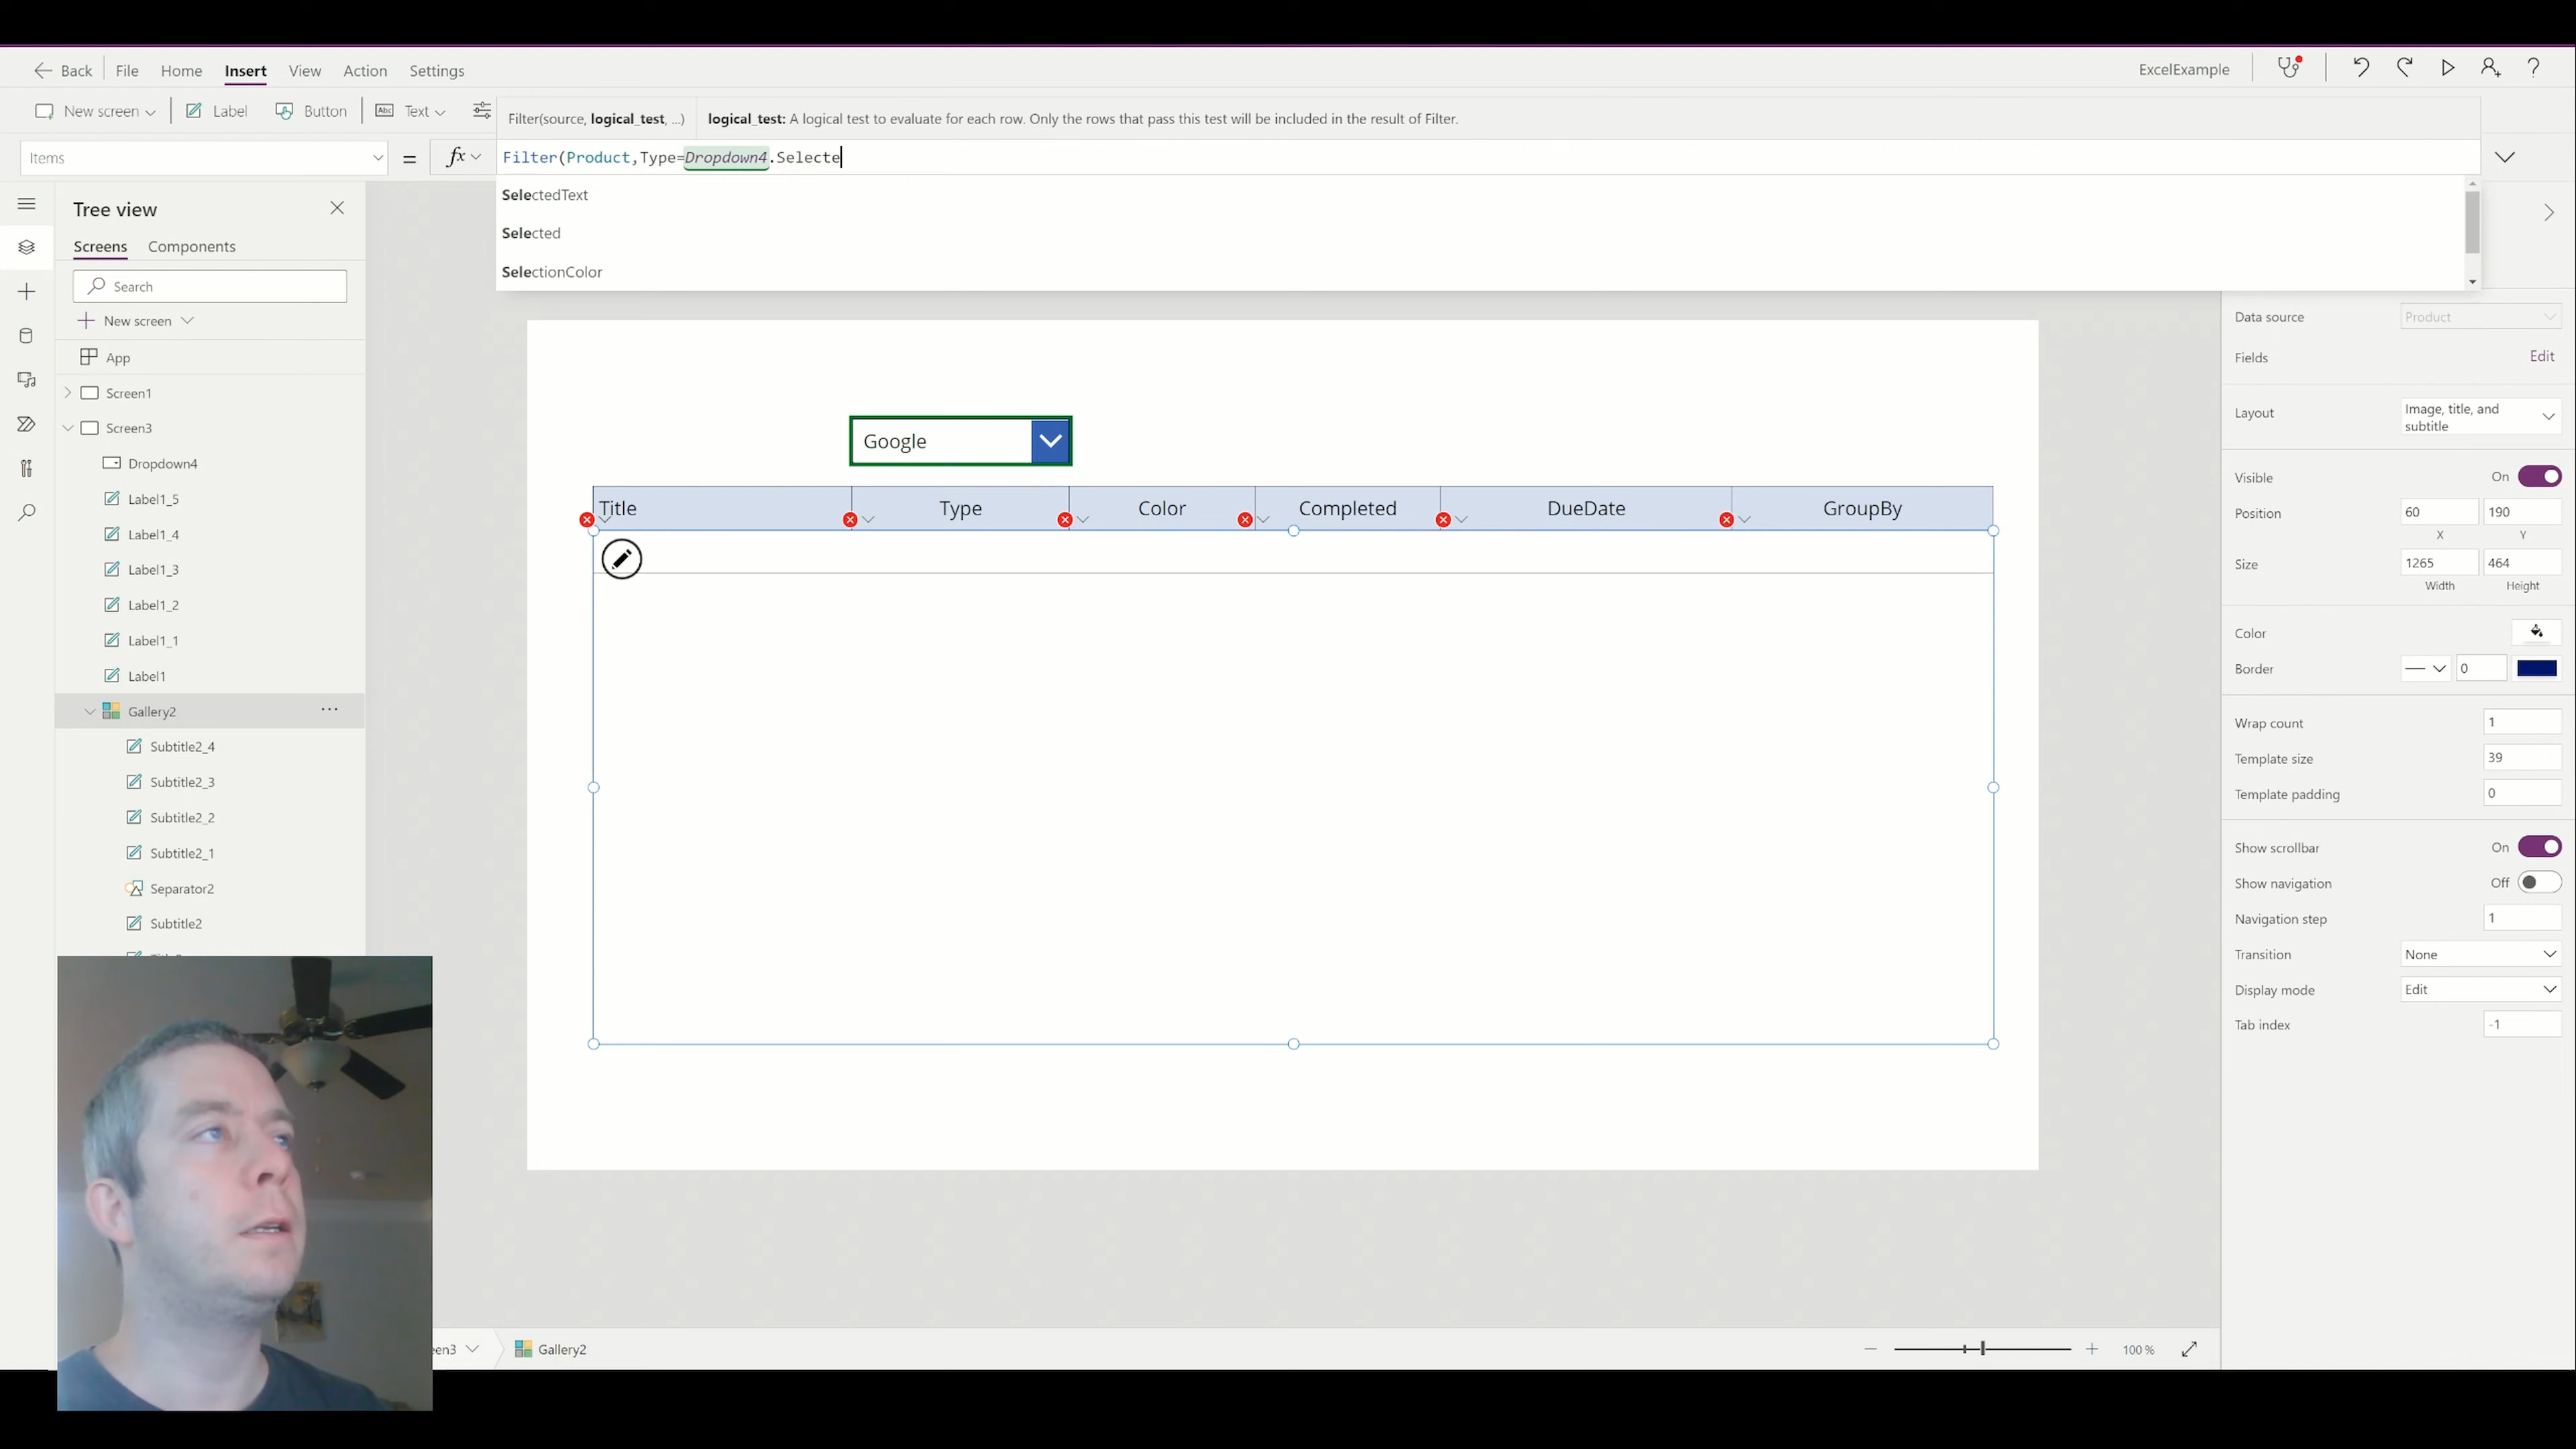 Back File Home Insert View Action Settings ExcelExample ?
New screen Label Button Abc Text
Filter(source, logical_test, ...) logical_test: A logical test to evaluate for each row. Only the rows that pass this test will be included in the result of Filter.
Items = fx Filter(Product,Type=Dropdown4.Selecte
SelectedText
Selected
SelectionColor
Tree view
Screens Components
Search
New screen
App
Screen1
Screen3
Dropdown4
Label1_5
Label1_4
Label1_3
Label1_2
Label1_1
Label1
Gallery2 ...
Subtitle2_4
Subtitle2_3
Subtitle2_2
Subtitle2_1
Separator2
Subtitle2
Google
Title Type Color Completed DueDate GroupBy
Data source Product
Fields Edit
Layout Image, title, and
subtitle
Visible On
Position 60 190
X Y
Size 1265 464
Width Height
Color
Border 0
Wrap count 1
Template size 39
Template padding 0
Show scrollbar On
Show navigation Off
Navigation step 1
Transition None
Display mode Edit
Tab index -1
een3 Gallery2 100 %